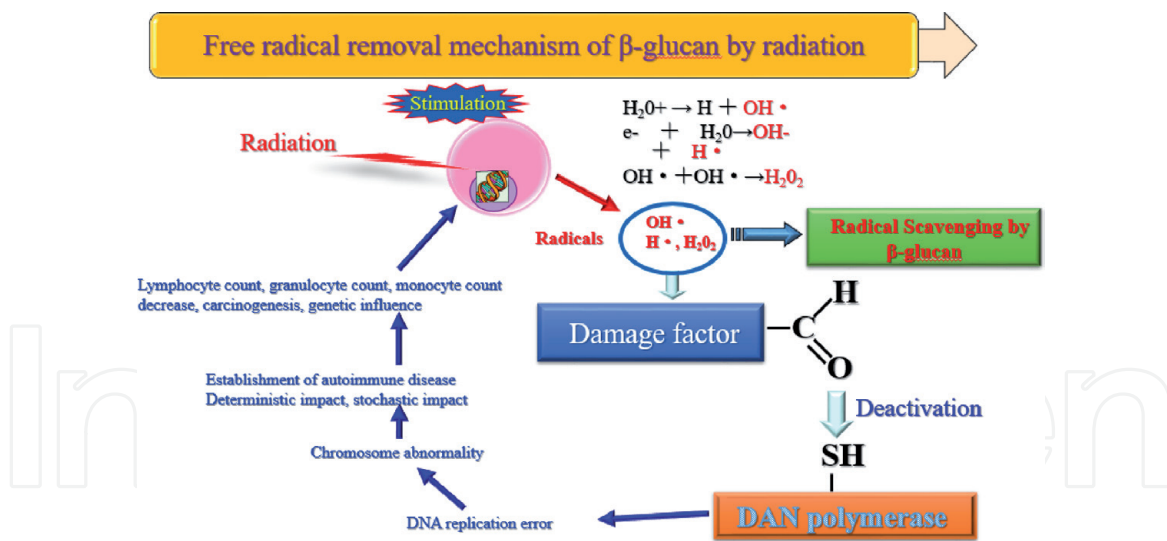 Free radical removal mechanism of β-glucan by radiation
Stimulation
Radiation
H₂0+ → H + OH •
e- + H₂0→OH-
+ H •
OH • +OH • →H₂0₂
Radicals
OH •
H • , H₂0₂
Radical Scavenging by
β-glucan
Lymphocyte count, granulocyte count, monocyte count
decrease, carcinogenesis, genetic influence
Damage factor
H
C
O
Establishment of autoimmune disease
Deterministic impact, stochastic impact
Deactivation
Chromosome abnormality
SH
DNA replication error
DAN polymerase